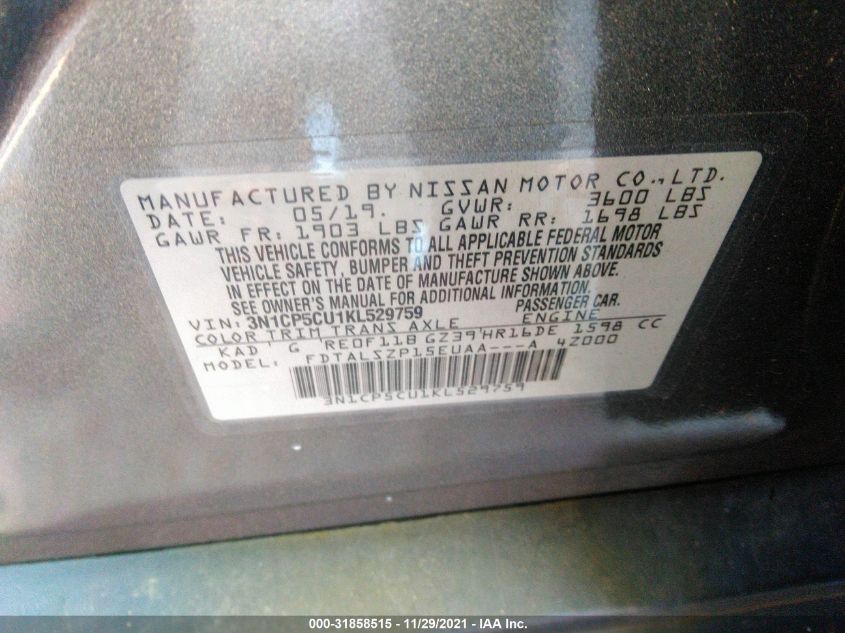 MANUFACTURED BY NISSAN MOTOR CO., LTD.
DATE: 05/19. GVWR: 3600 LBS
GAWR FR: 1903 LBS GAWR RR: 1698 LBS
THIS VEHICLE CONFORMS TO ALL APPLICABLE FEDERAL MOTOR
VEHICLE SAFETY, BUMPER AND THEFT PREVENTION STANDARDS
IN EFFECT ON THE DATE OF MANUFACTURE SHOWN ABOVE.
SEE OWNER'S MANUAL FOR ADDITIONAL INFORMATION.
VIN: 3N1CP5CU1KL529759 PASSENGER CAR.
COLOR TRIM TRANS AXLE ENGINE
KAD G RE0F11B GZ39 HR16DE 1598 CC
MODEL: FDTALSZP15EUAA---A 4Z000
3N1CP5CU1KL529759
000-31858515 - 11/29/2021 - IAA, Inc.